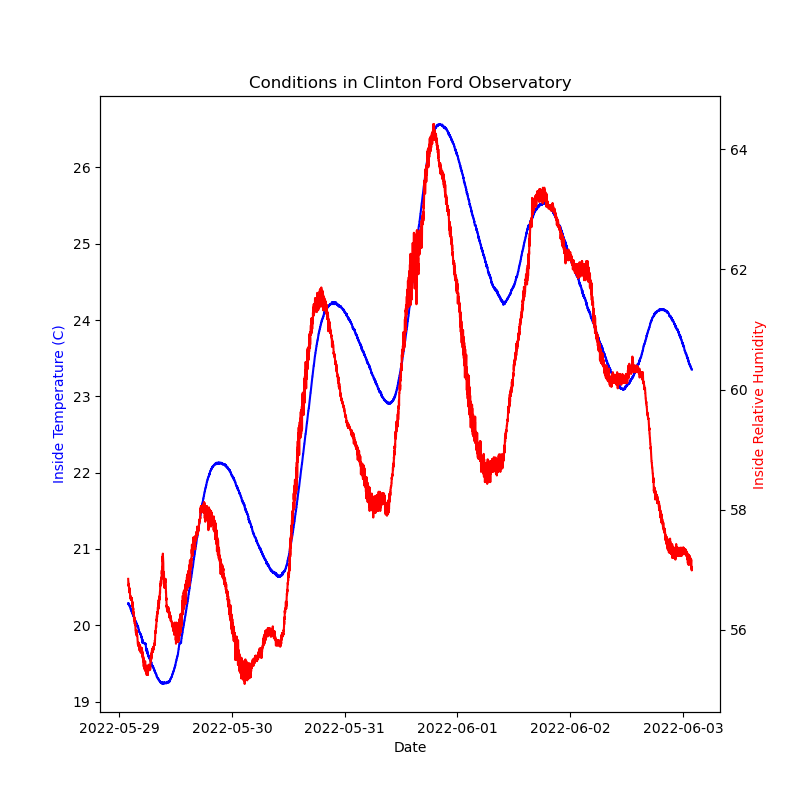 Conditions in Clinton Ford Observatory
Inside Temperature (C)
26
25
24
23
22
21
20
19
64
62
60
58
56
Inside Relative Humidity
2022-05-29 2022-05-30 2022-05-31 2022-06-01 2022-06-02 2022-06-03
Date